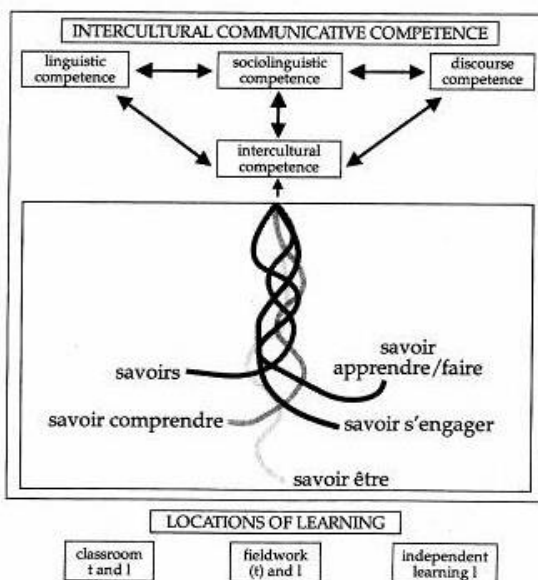 INTERCULTURAL COMMUNICATIVE COMPETENCE
linguistic
competence
sociolinguistic
competence
discourse
competence
intercultural
competence
savoirs
savoir
apprendre/faire
savoir comprendre
savoir s'engager
savoir être
LOCATIONS OF LEARNING
classroom
t and l
fieldwork
(t) and l
independent
learning l